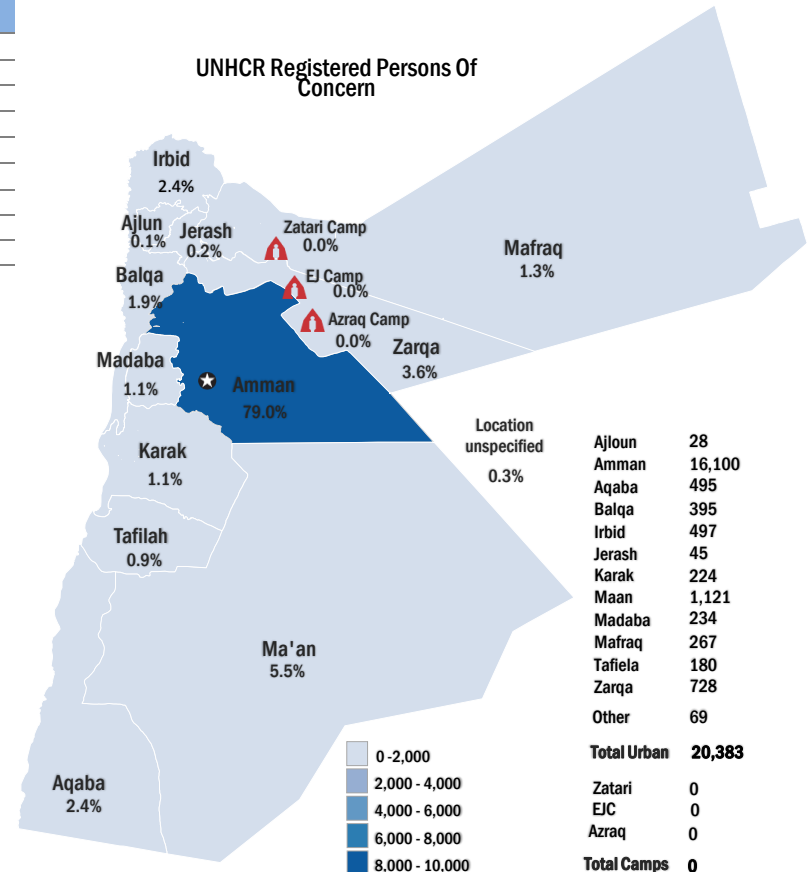 UNHCR Registered Persons Of
Concern
Irbid
2.4%
Ajlun
0.1%
Jerash
0.2%
Zatari Camp
0.0%
Mafraq
1.3%
Balqa
1.9%
EJ Camp
0.0%
Azraq Camp
0.0%
Zarqa
3.6%
Madaba
1.1%
Amman
79.0%
Karak
1.1%
Location
unspecified
0.3%
Tafilah
0.9%
Ma'an
5.5%
Aqaba
2.4%
0 -2,000
2,000 - 4,000
4,000 - 6,000
6,000 - 8,000
8,000 - 10,000
Ajloun 28
Amman 16,100
Aqaba 495
Balqa 395
Irbid 497
Jerash 45
Karak 224
Maan 1,121
Madaba 234
Mafraq 267
Tafiela 180
Zarqa 728
Other 69
Total Urban 20,383
Zatari 0
EJC 0
Azraq 0
Total Camps 0